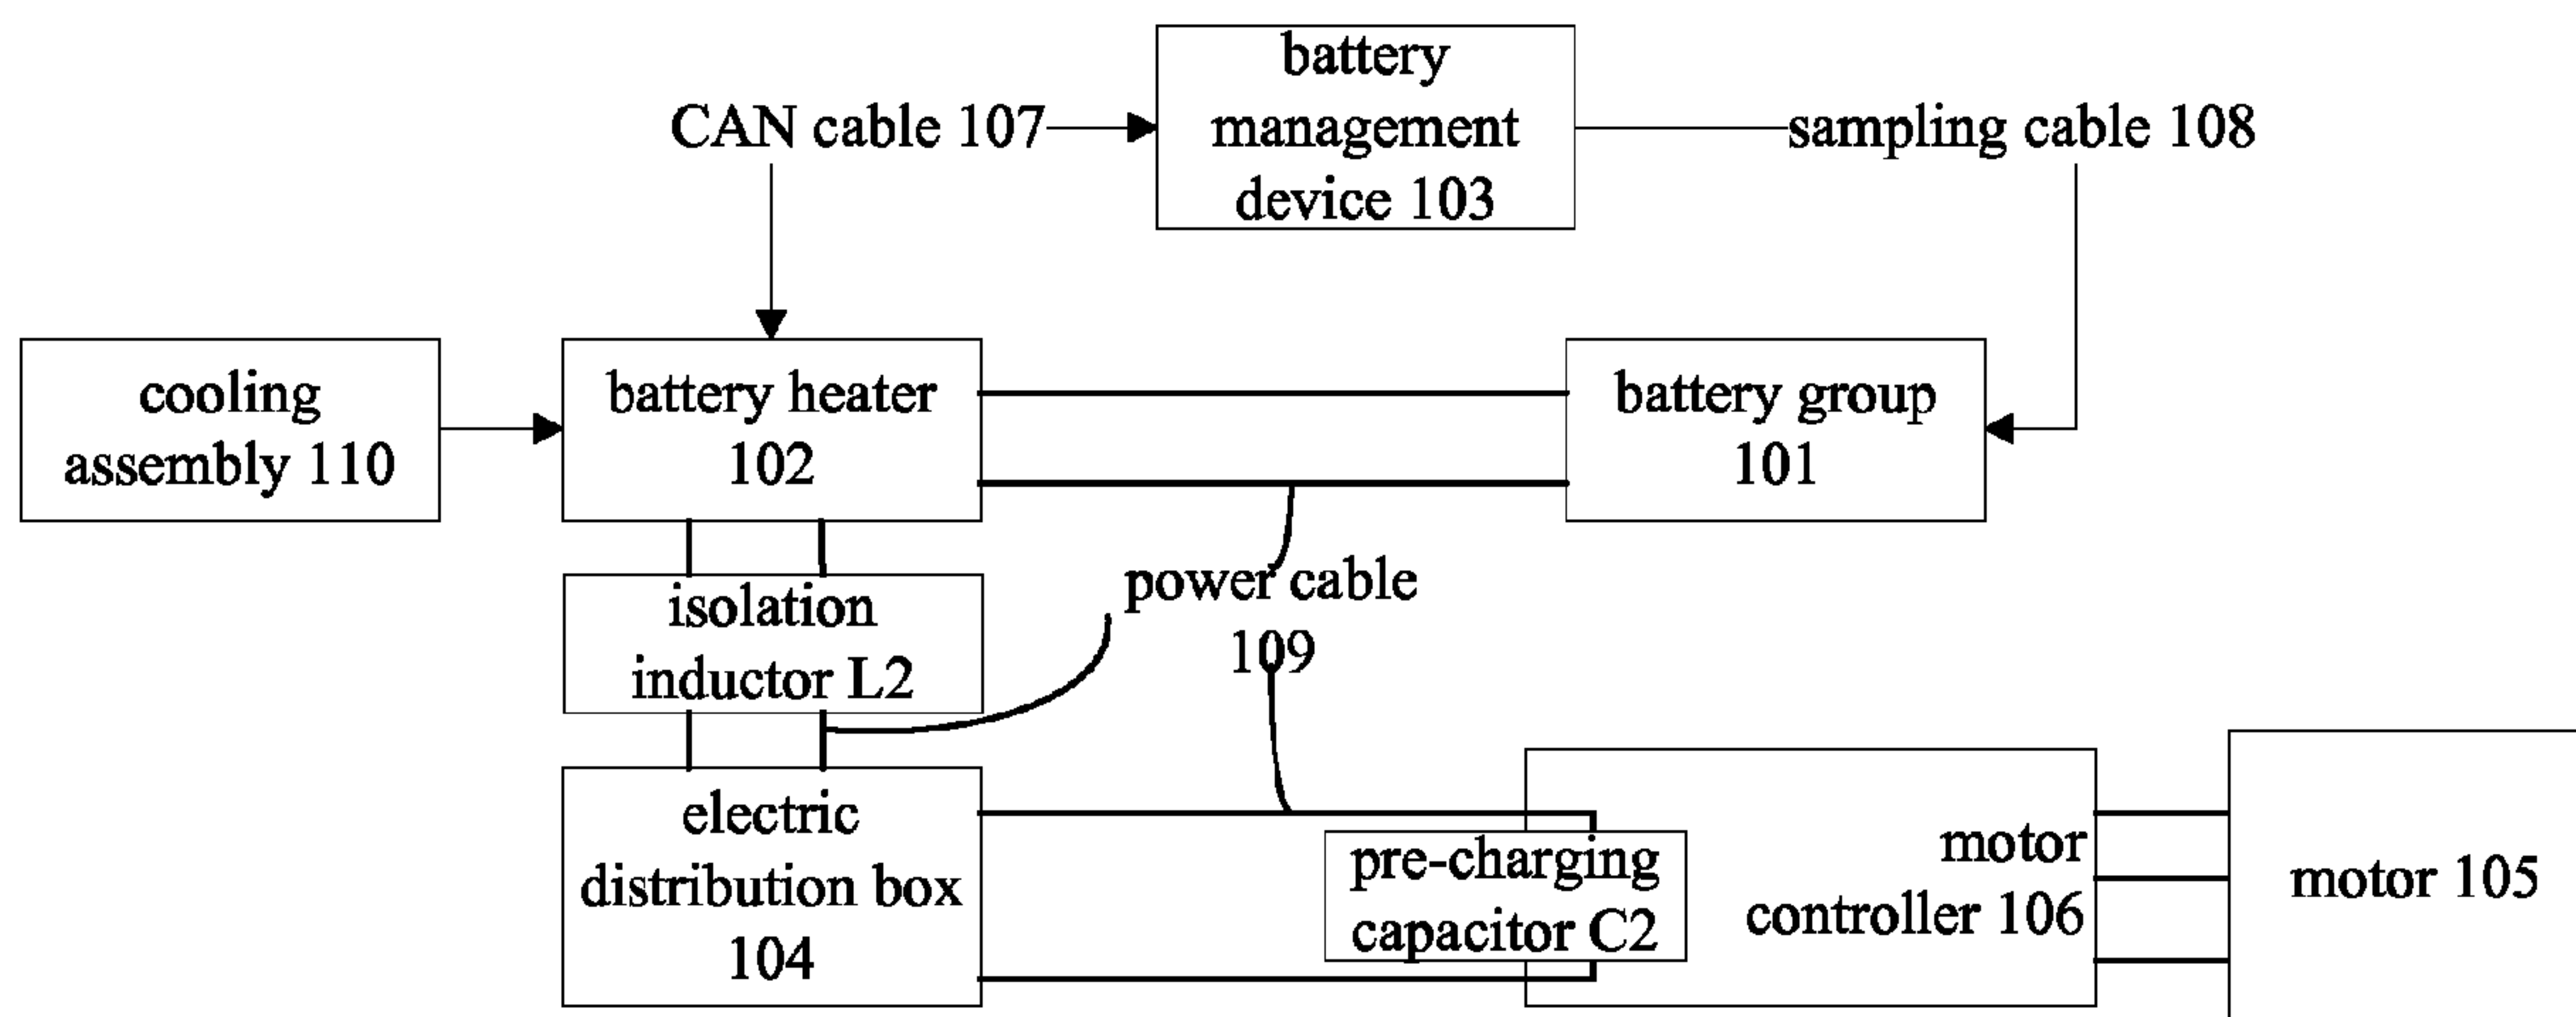 battery
management
device 103
CAN cable 107
sampling cable 108
cooling
assembly 110
battery heater
102
battery group
101
isolation
inductor L2
power cable
109
electric
distribution box
104
pre-charging
capacitor C2
motor
controller 106
motor 105